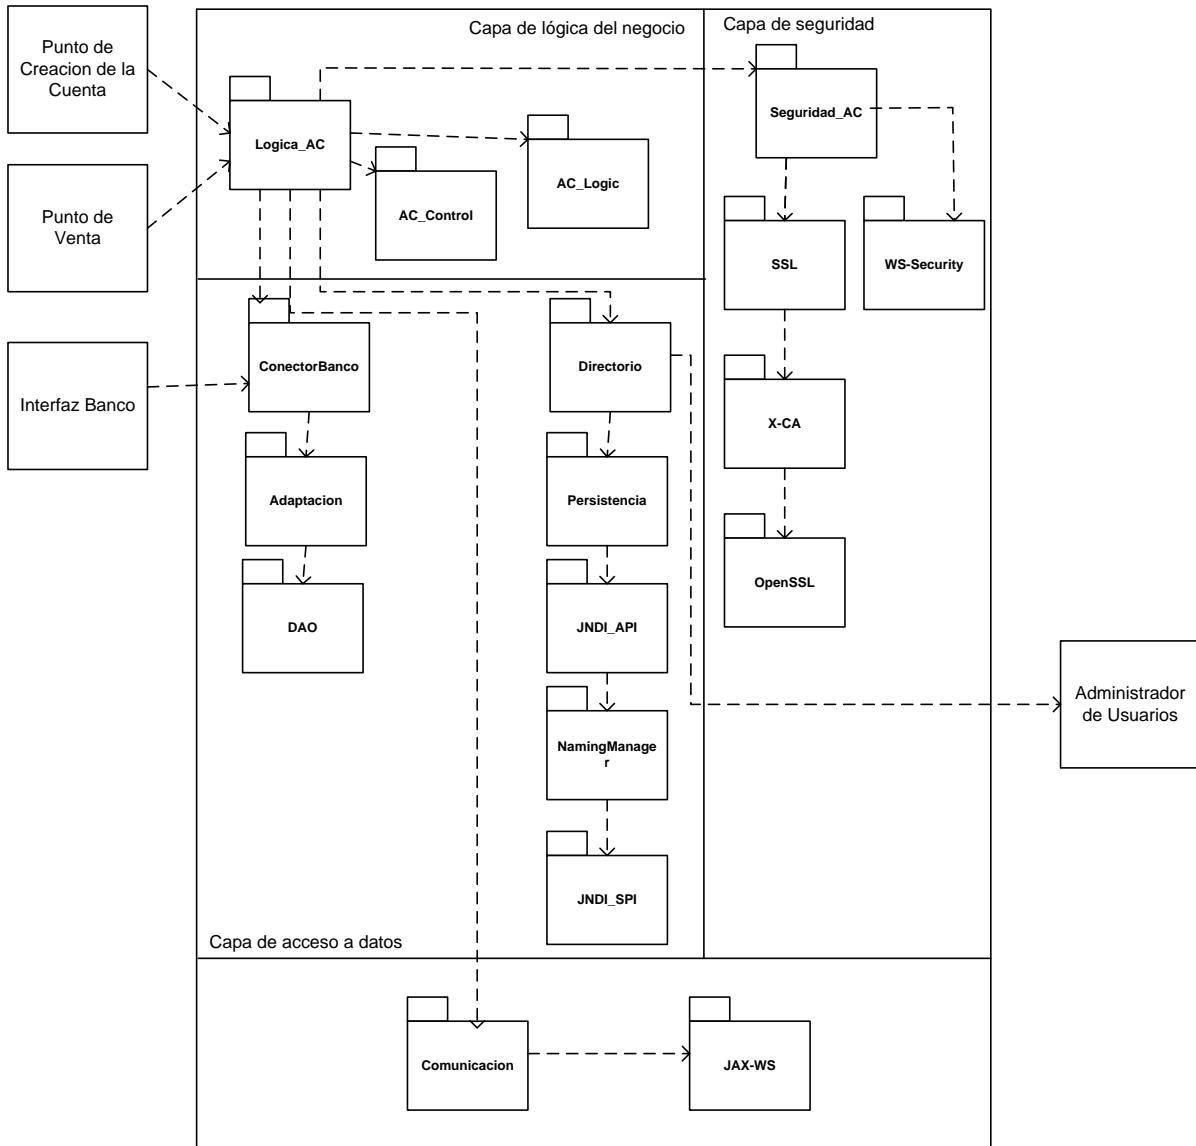 Capa de lógica del negocio
Capa de seguridad
Punto de
Creacion de la
Cuenta
Logica_AC
Seguridad_AC
AC_Logic
AC_Control
Punto de
Venta
SSL
WS-Security
ConectorBanco
Directorio
Interfaz Banco
X-CA
Adaptacion
Persistencia
OpenSSL
DAO
JNDI_API
Administrador
de Usuarios
NamingManage
r
JNDI_SPI
Capa de acceso a datos
Comunicacion
JAX-WS